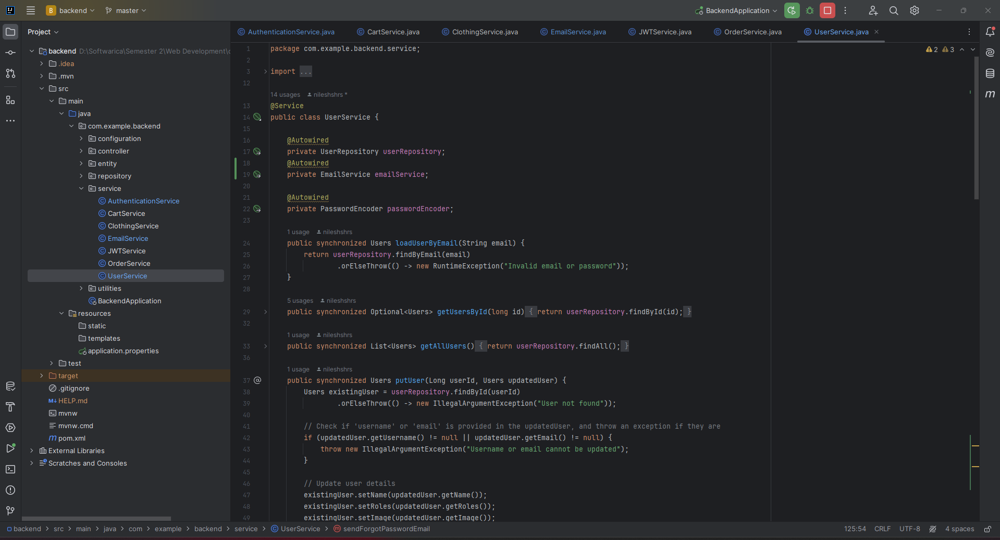 B backend master BackendApplication
Project
AuthenticationService.java CartService.java ClothingService.java EmailService.java JWTService.java OrderService.java UserService.java
backend D:\Softwarica\Semester 2\Web Development\
.idea
.mvn
src
main
java
com.example.backend
configuration
controller
entity
repository
service
AuthenticationService
CartService
ClothingService
EmailService
JWTService
OrderService
UserService
utilities
BackendApplication
resources
static
templates
application.properties
test
target
.gitignore
M↓ HELP.md
mvnw
mvnw.cmd
m pom.xml
External Libraries
Scratches and Consoles
2 3
1 package com.example.backend.service;
2
3 import ...
12
14 usages nileshshrs *
13 @Service
14 public class UserService {
15
16 @Autowired
17 private UserRepository userRepository;
18 @Autowired
19 private EmailService emailService;
20
21 @Autowired
22 private PasswordEncoder passwordEncoder;
23
1 usage nileshshrs
24 public synchronized Users loadUserByEmail(String email) {
25 return userRepository.findByEmail(email)
26 .orElseThrow(() -> new RuntimeException("Invalid email or password"));
27 }
28
5 usages nileshshrs
29 public synchronized Optional<Users> getUsersById(long id) { return userRepository.findById(id); }
32
1 usage nileshshrs
33 public synchronized List<Users> getAllUsers() { return userRepository.findAll(); }
36
1 usage nileshshrs
37 @ public synchronized Users putUser(Long userId, Users updatedUser) {
38 Users existingUser = userRepository.findById(userId)
39 .orElseThrow(() -> new IllegalArgumentException("User not found"));
40
41 // Check if 'username' or 'email' is provided in the updatedUser, and throw an exception if they are
42 if (updatedUser.getUsername() != null || updatedUser.getEmail() != null) {
43 throw new IllegalArgumentException("Username or email cannot be updated");
44 }
45
46 // Update user details
47 existingUser.setName(updatedUser.getName());
48 existingUser.setRoles(updatedUser.getRoles());
49 existingUser.setImage(updatedUser.getImage());
m
backend > src > main > java > com > example > backend > service > UserService > sendForgotPasswordEmail
125:54 CRLF UTF-8 4 spaces